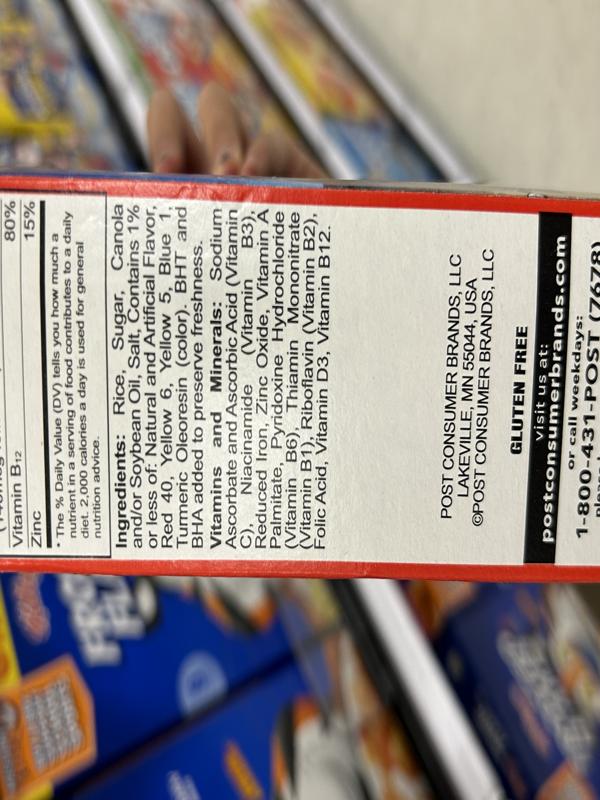 Vitamin B12 80%
Zinc 15%
* The % Daily Value (DV) tells you how much a
nutrient in a serving of food contributes to a daily
diet. 2,000 calories a day is used for general
nutrition advice.
Ingredients: Rice, Sugar, Canola
and/or Soybean Oil, Salt, Contains 1%
or less of: Natural and Artificial Flavor,
Red 40, Yellow 6, Yellow 5, Blue 1,
Turmeric Oleoresin (color). BHT and
BHA added to preserve freshness.
Vitamins and Minerals: Sodium
Ascorbate and Ascorbic Acid (Vitamin
C), Niacinamide (Vitamin B3),
Reduced Iron, Zinc Oxide, Vitamin A
Palmitate, Pyridoxine Hydrochloride
(Vitamin B6), Thiamin Mononitrate
(Vitamin B1), Riboflavin (Vitamin B2),
Folic Acid, Vitamin D3, Vitamin B12.
POST CONSUMER BRANDS, LLC
LAKEVILLE, MN 55044, USA
©POST CONSUMER BRANDS, LLC
GLUTEN FREE
visit us at:
postconsumerbrands.com
or call weekdays:
1-800-431-POST (7678)